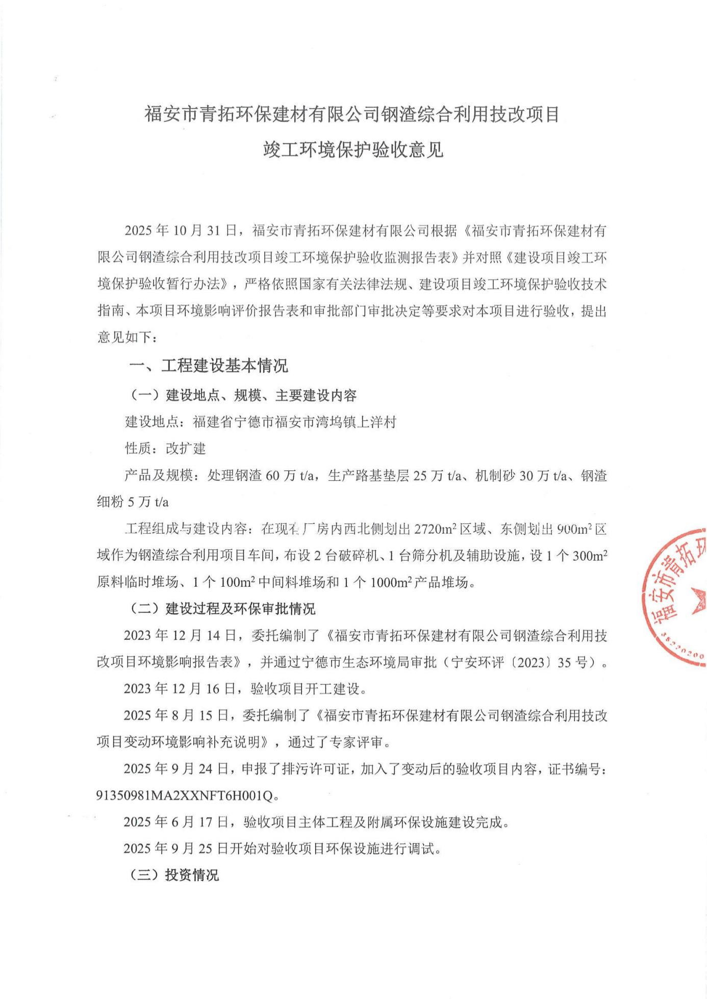 福安市青拓环保建材有限公司钢渣综合利用技改项目
竣工环境保护验收意见
2025 年 10 月 31 日，福安市青拓环保建材有限公司根据《福安市青拓环保建材有
限公司钢渣综合利用技改项目竣工环境保护验收监测报告表》并对照《建设项目竣工环
境保护验收暂行办法》，严格依照国家有关法律法规、建设项目竣工环境保护验收技术
指南、本项目环境影响评价报告表和审批部门审批决定等要求对本项目进行验收，提出
意见如下：
一、工程建设基本情况
（一）建设地点、规模、主要建设内容
建设地点：福建省宁德市福安市湾坞镇上洋村
性质：改扩建
产品及规模：处理钢渣 60 万 t/a，生产路基垫层 25 万 t/a、机制砂 30 万 t/a、钢渣
细粉 5 万 t/a
工程组成与建设内容：在现有厂房内西北侧划出 2720m² 区域、东侧划出 900m² 区
域作为钢渣综合利用项目车间，布设 2 台破碎机、1 台筛分机及辅助设施，设 1 个 300m²
原料临时堆场、1 个 100m² 中间料堆场和 1 个 1000m² 产品堆场。
（二）建设过程及环保审批情况
2023 年 12 月 14 日，委托编制了《福安市青拓环保建材有限公司钢渣综合利用技
改项目环境影响报告表》，并通过宁德市生态环境局审批（宁安环评〔2023〕35 号）。
2023 年 12 月 16 日，验收项目开工建设。
2025 年 8 月 15 日，委托编制了《福安市青拓环保建材有限公司钢渣综合利用技改
项目变动环境影响补充说明》，通过了专家评审。
2025 年 9 月 24 日，申报了排污许可证，加入了变动后的验收项目内容，证书编号：
91350981MA2XXNFT6H001Q。
2025 年 6 月 17 日，验收项目主体工程及附属环保设施建设完成。
2025 年 9 月 25 日开始对验收项目环保设施进行调试。
（三）投资情况
福安市青拓环
35220200